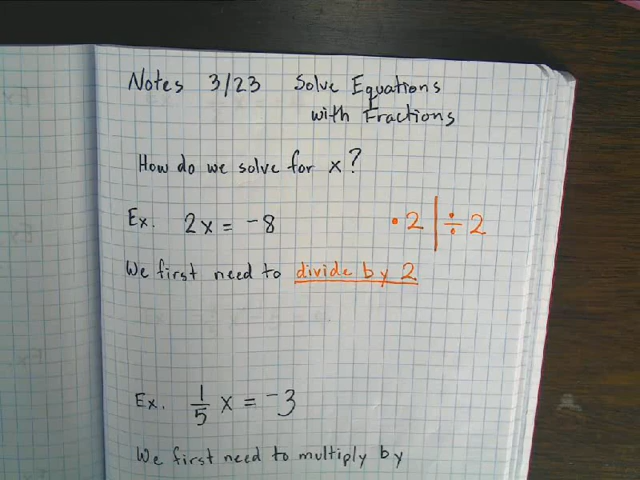 Notes 3/23 Solve Equations
with Fractions
How do we solve for x?
Ex. 2x = -8 •2 | ÷2
We first need to divide by 2
Ex. 1/5 x = -3
We first need to multiply by